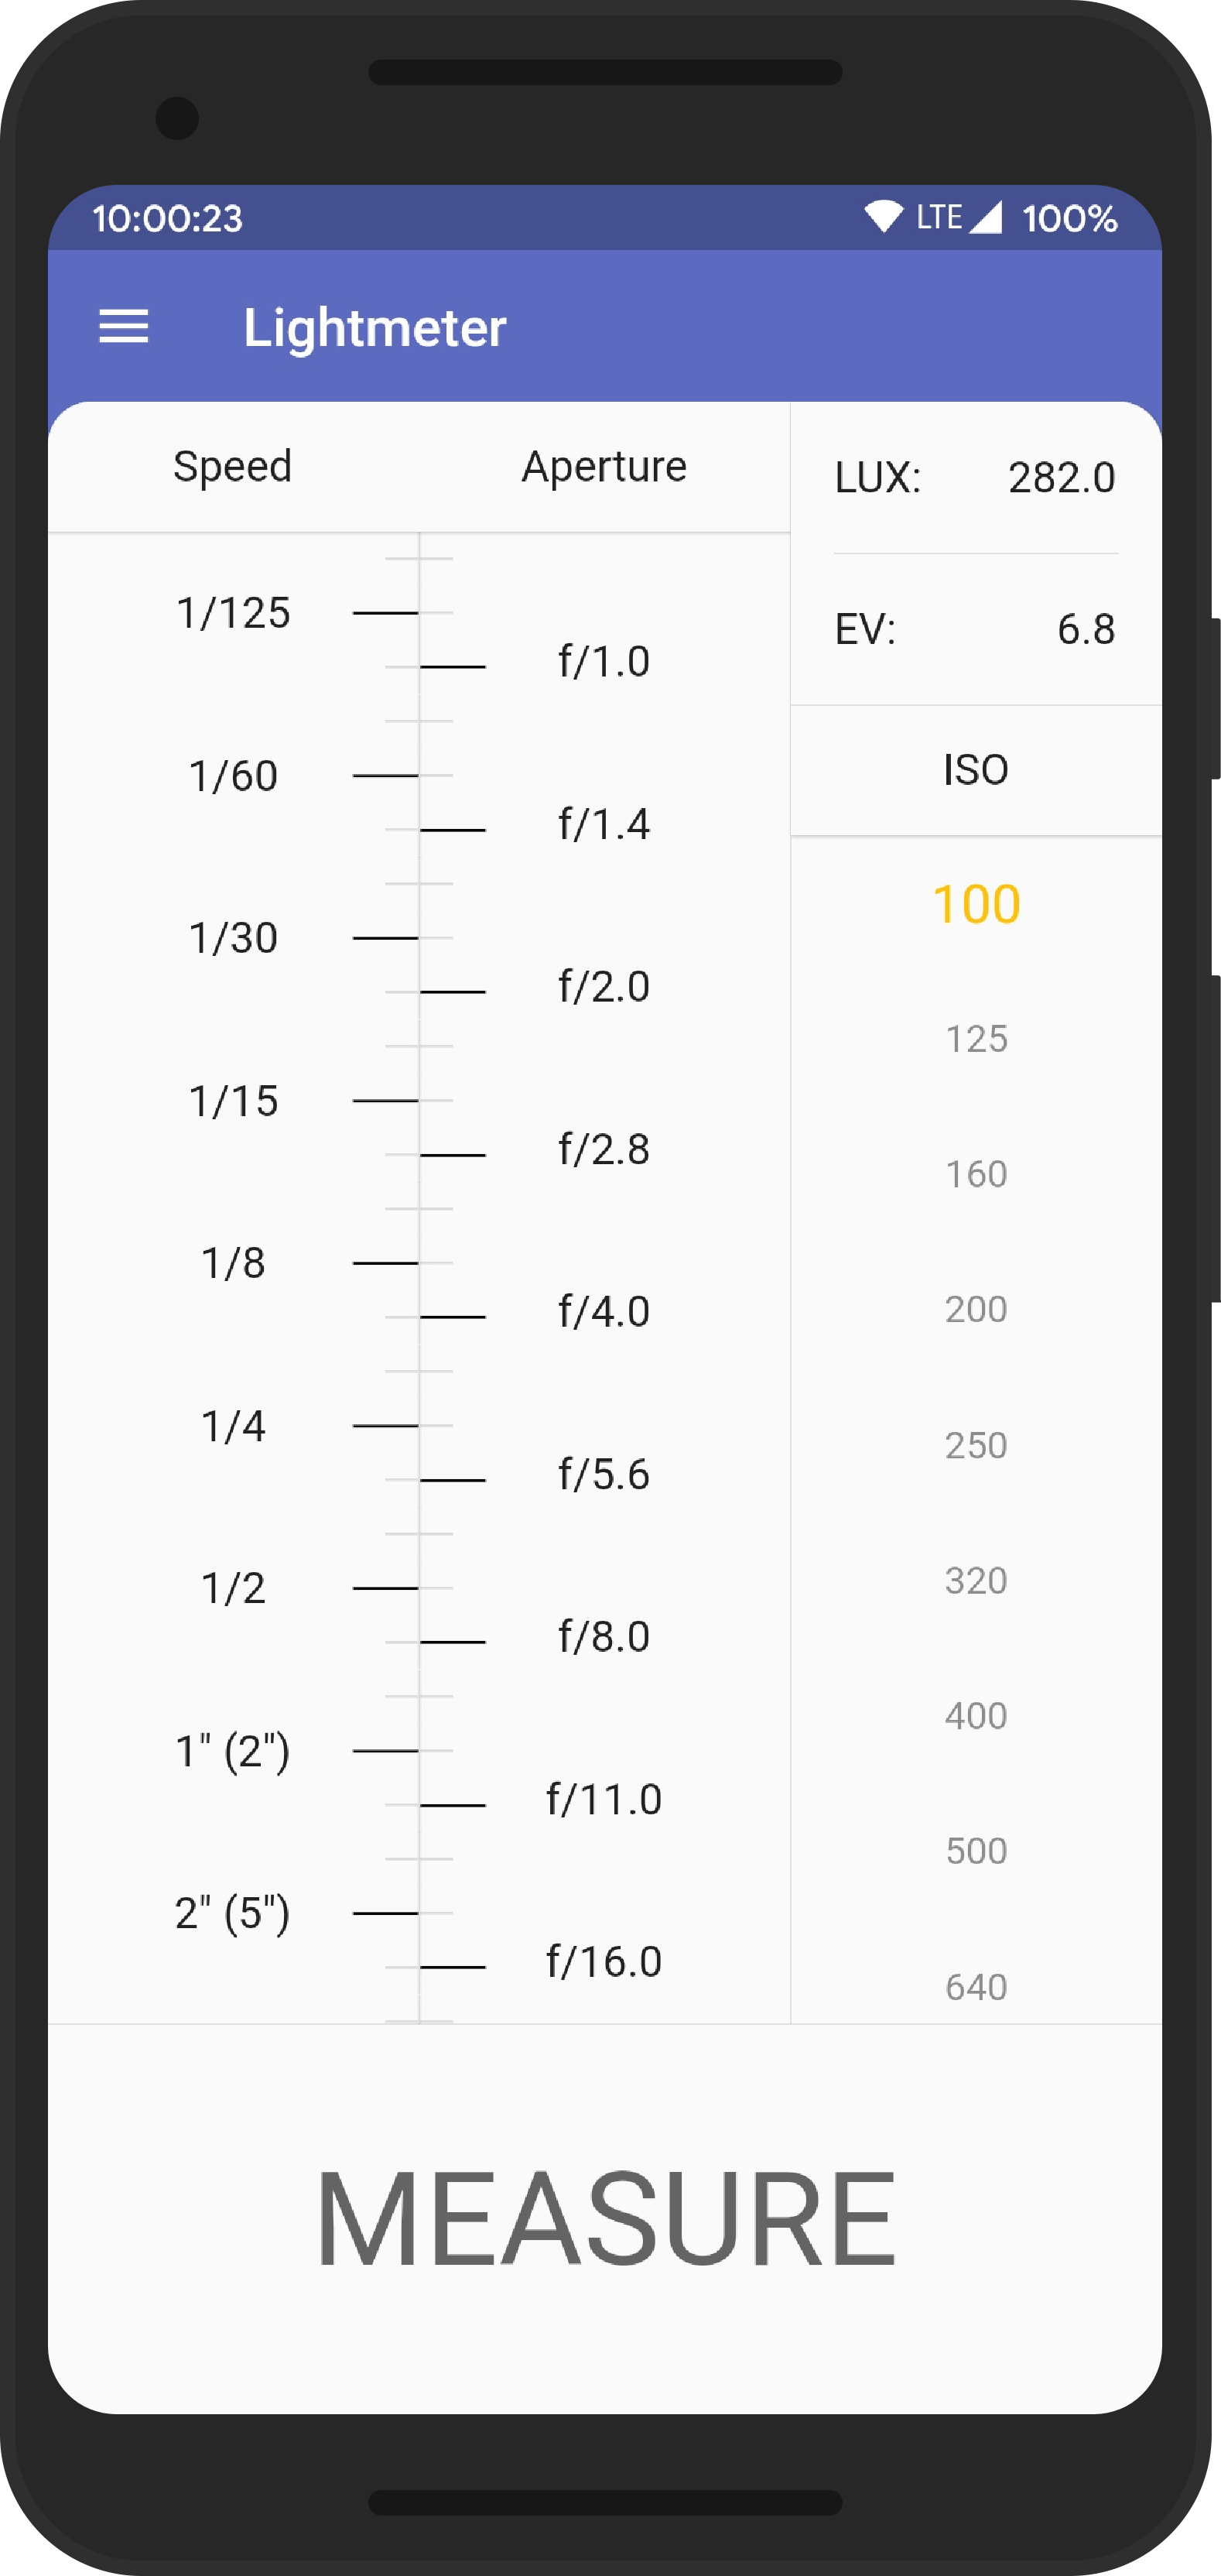 10:00:23 LTE 100%
Lightmeter
Speed Aperture
1/125
f/1.0
1/60
f/1.4
1/30
f/2.0
1/15
f/2.8
1/8
f/4.0
1/4
f/5.6
1/2
f/8.0
1" (2")
f/11.0
2" (5")
f/16.0
LUX: 282.0
EV: 6.8
ISO
100
125
160
200
250
320
400
500
640
MEASURE